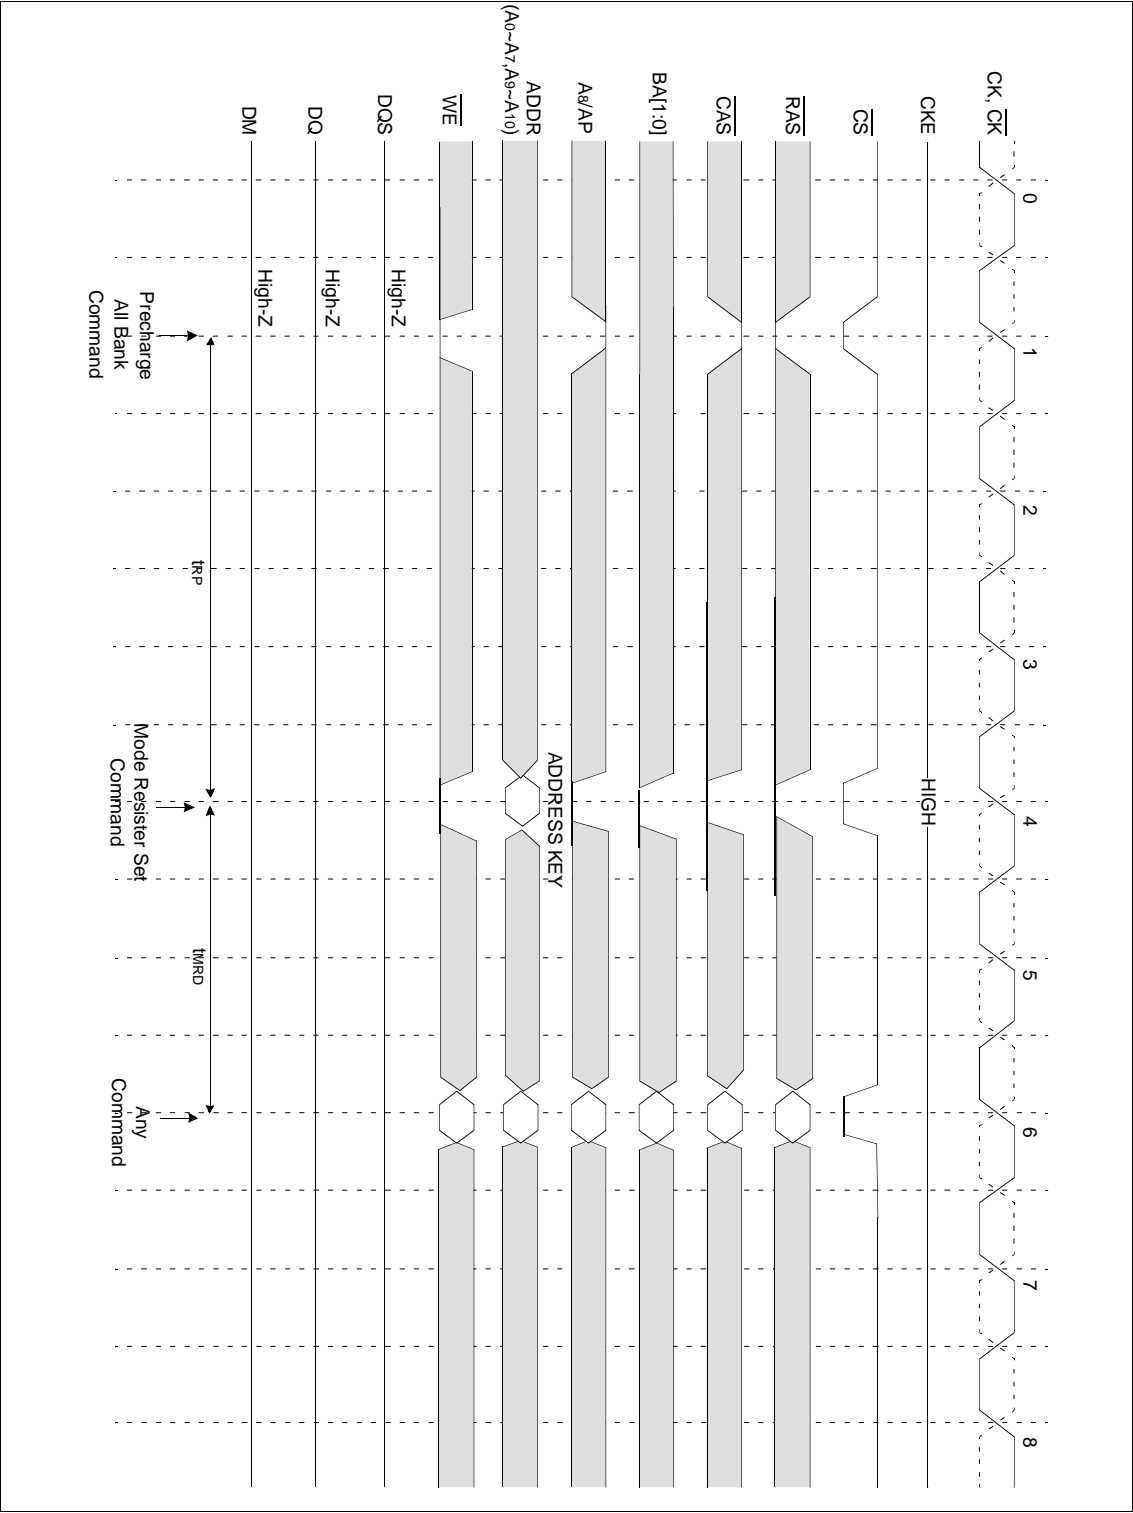 0 1 2 3 4 5 6 7 8
CK, CK
CKE
HIGH
CS
RAS
CAS
BA[1:0]
A8/AP
ADDRESS KEY
ADDR
(A0~A7,A9~A10)
WE
DQS
High-Z
DQ
High-Z
DM
High-Z
tRP
tMRD
Precharge
All Bank
Command
Mode Resister Set
Command
Any
Command